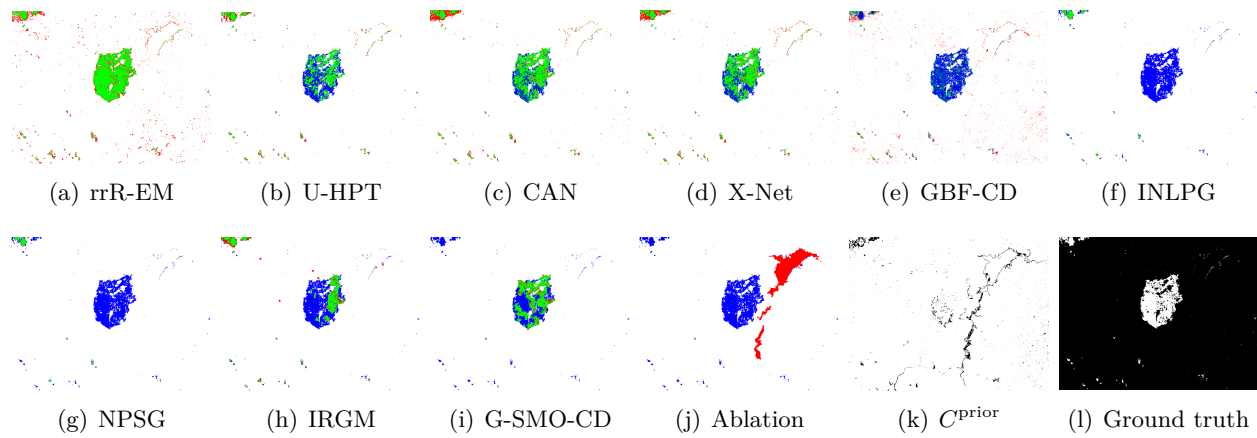 (a) rrR-EM
(b) U-HPT
(c) CAN
(d) X-Net
(e) GBF-CD
(f) INLPG
(g) NPSG
(h) IRGM
(i) G-SMO-CD
(j) Ablation
(k) C^prior
(l) Ground truth